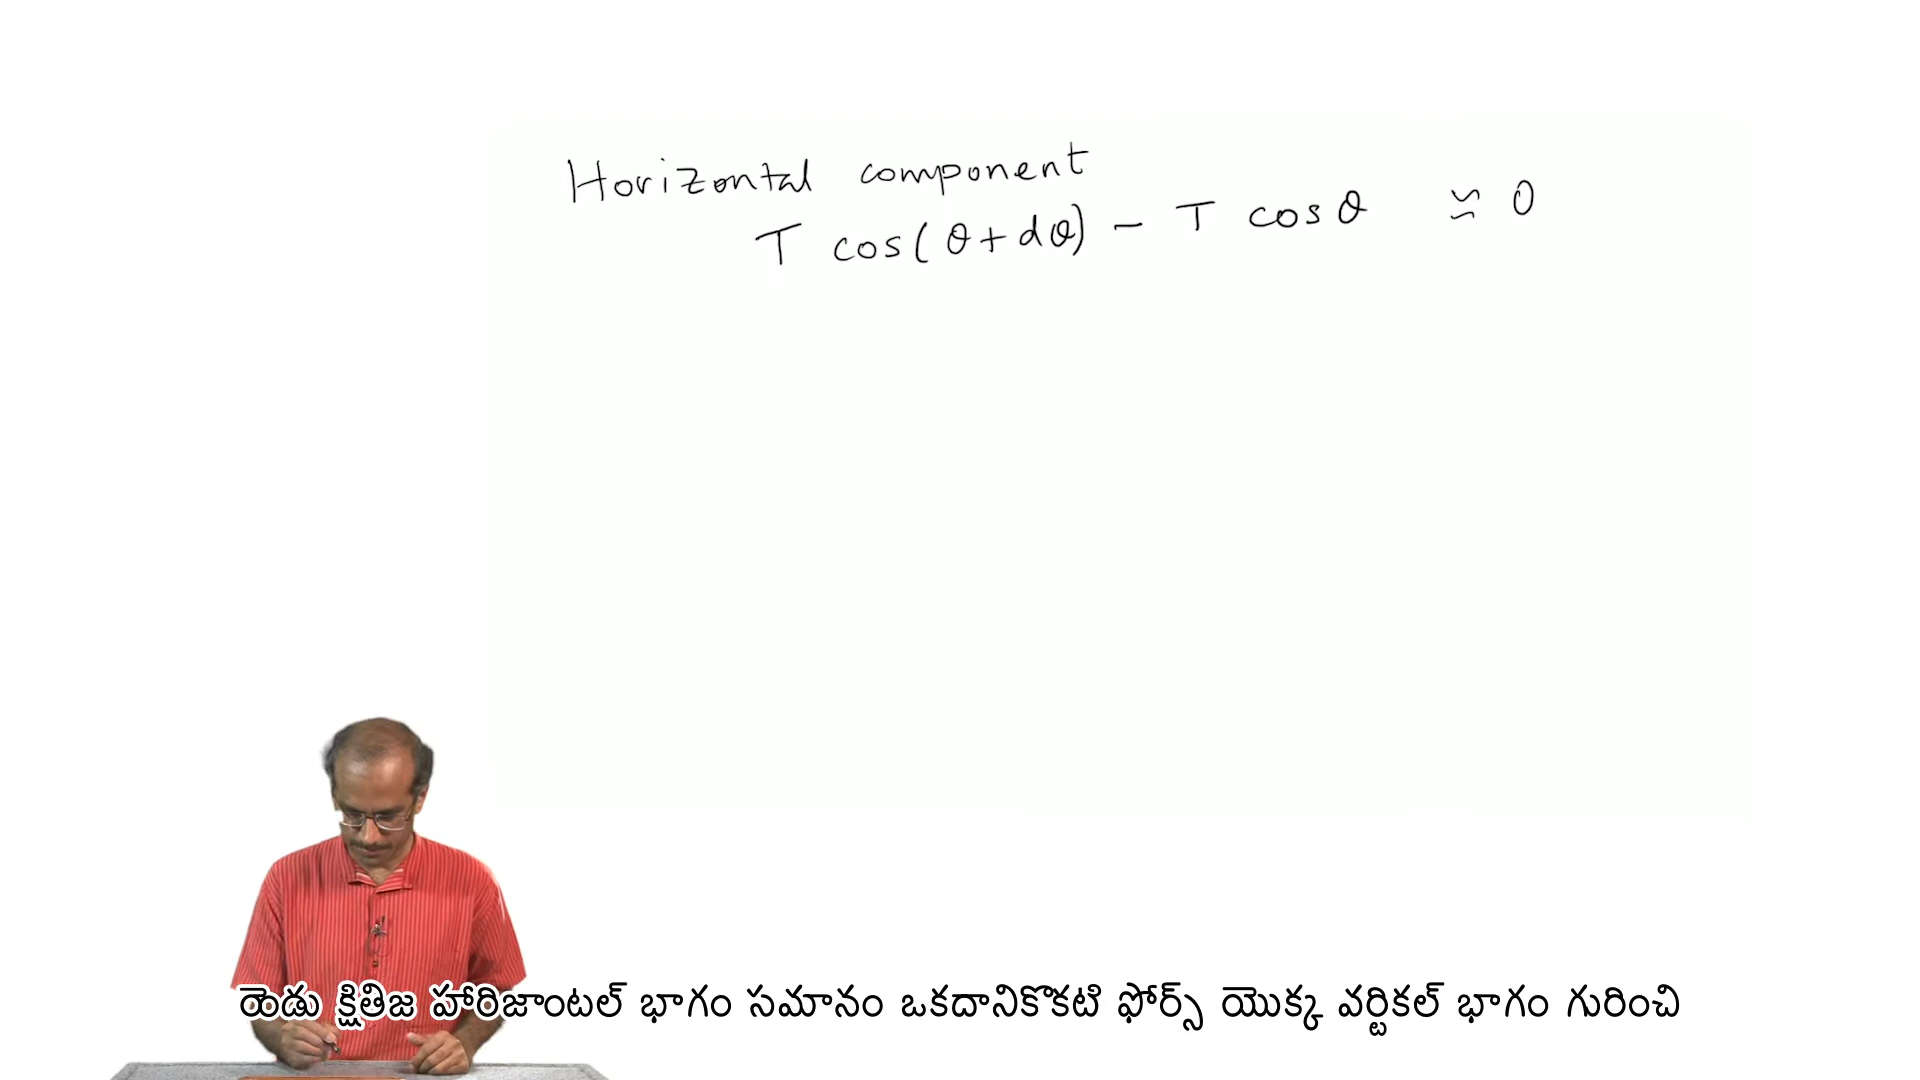 Horizontal component
T cos(θ+dθ) - T cosθ ≈ 0
రెండు క్షితిజ హారిజాంటల్ భాగం సమానం ఒకదానికొకటి ఫోర్స్ యొక్క వర్టికల్ భాగం గురించి